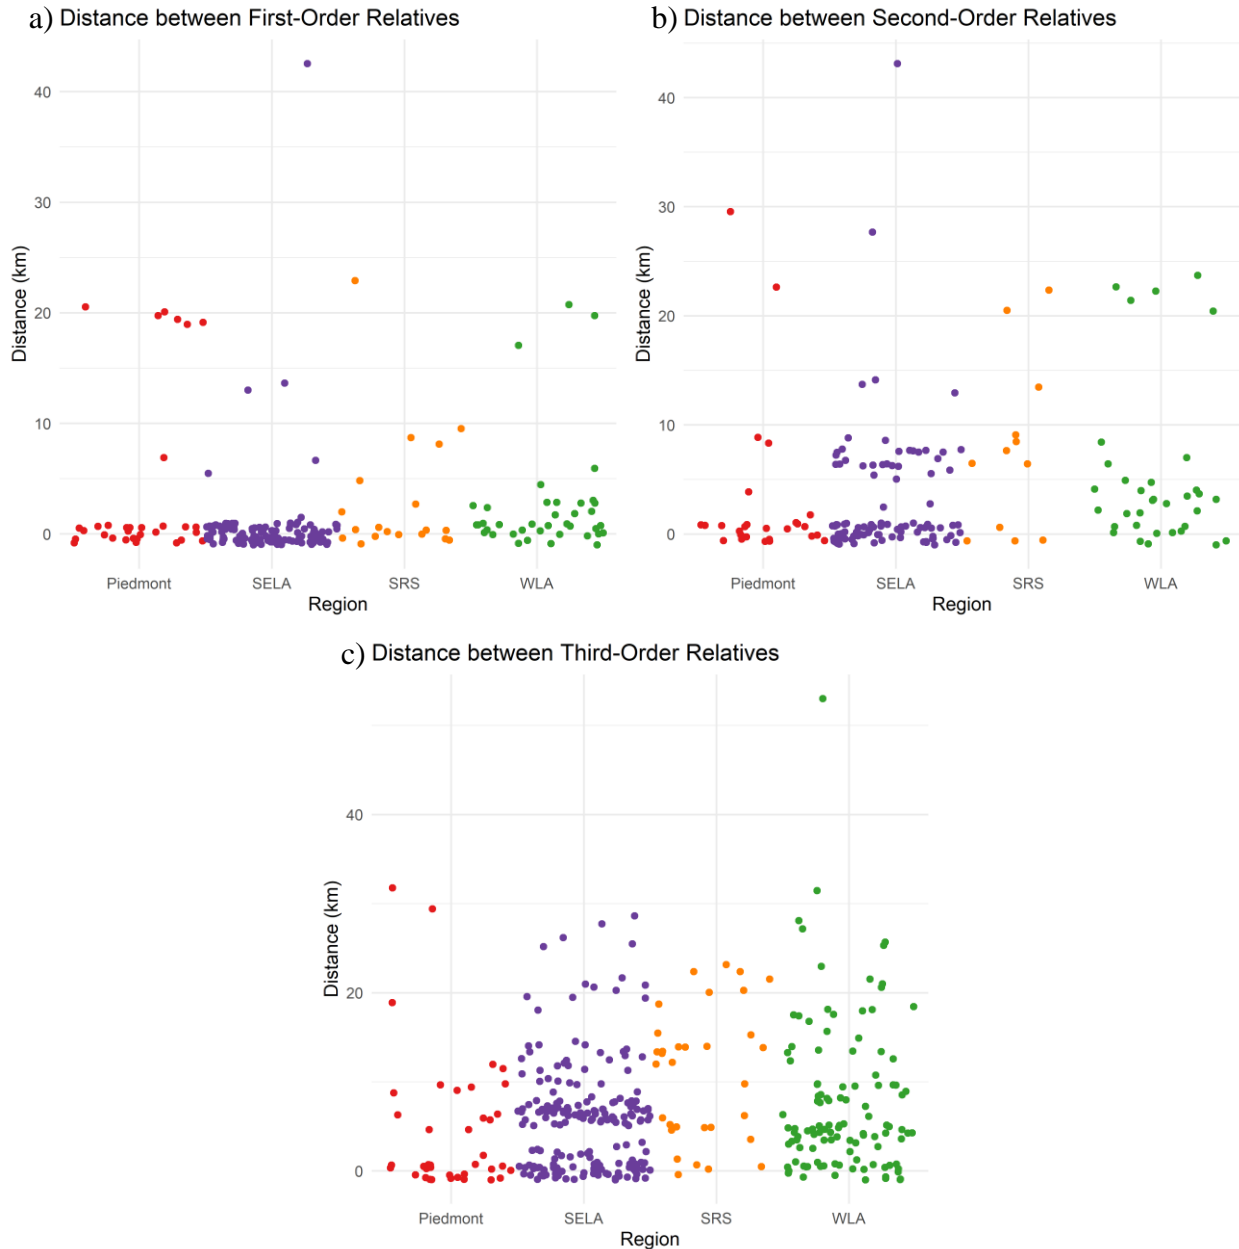 a) Distance between First-Order Relatives
Distance (km)
40
30
20
10
0
Piedmont SELA SRS WLA
Region
b) Distance between Second-Order Relatives
Distance (km)
40
30
20
10
0
Piedmont SELA SRS WLA
Region
c) Distance between Third-Order Relatives
Distance (km)
40
20
0
Piedmont SELA SRS WLA
Region